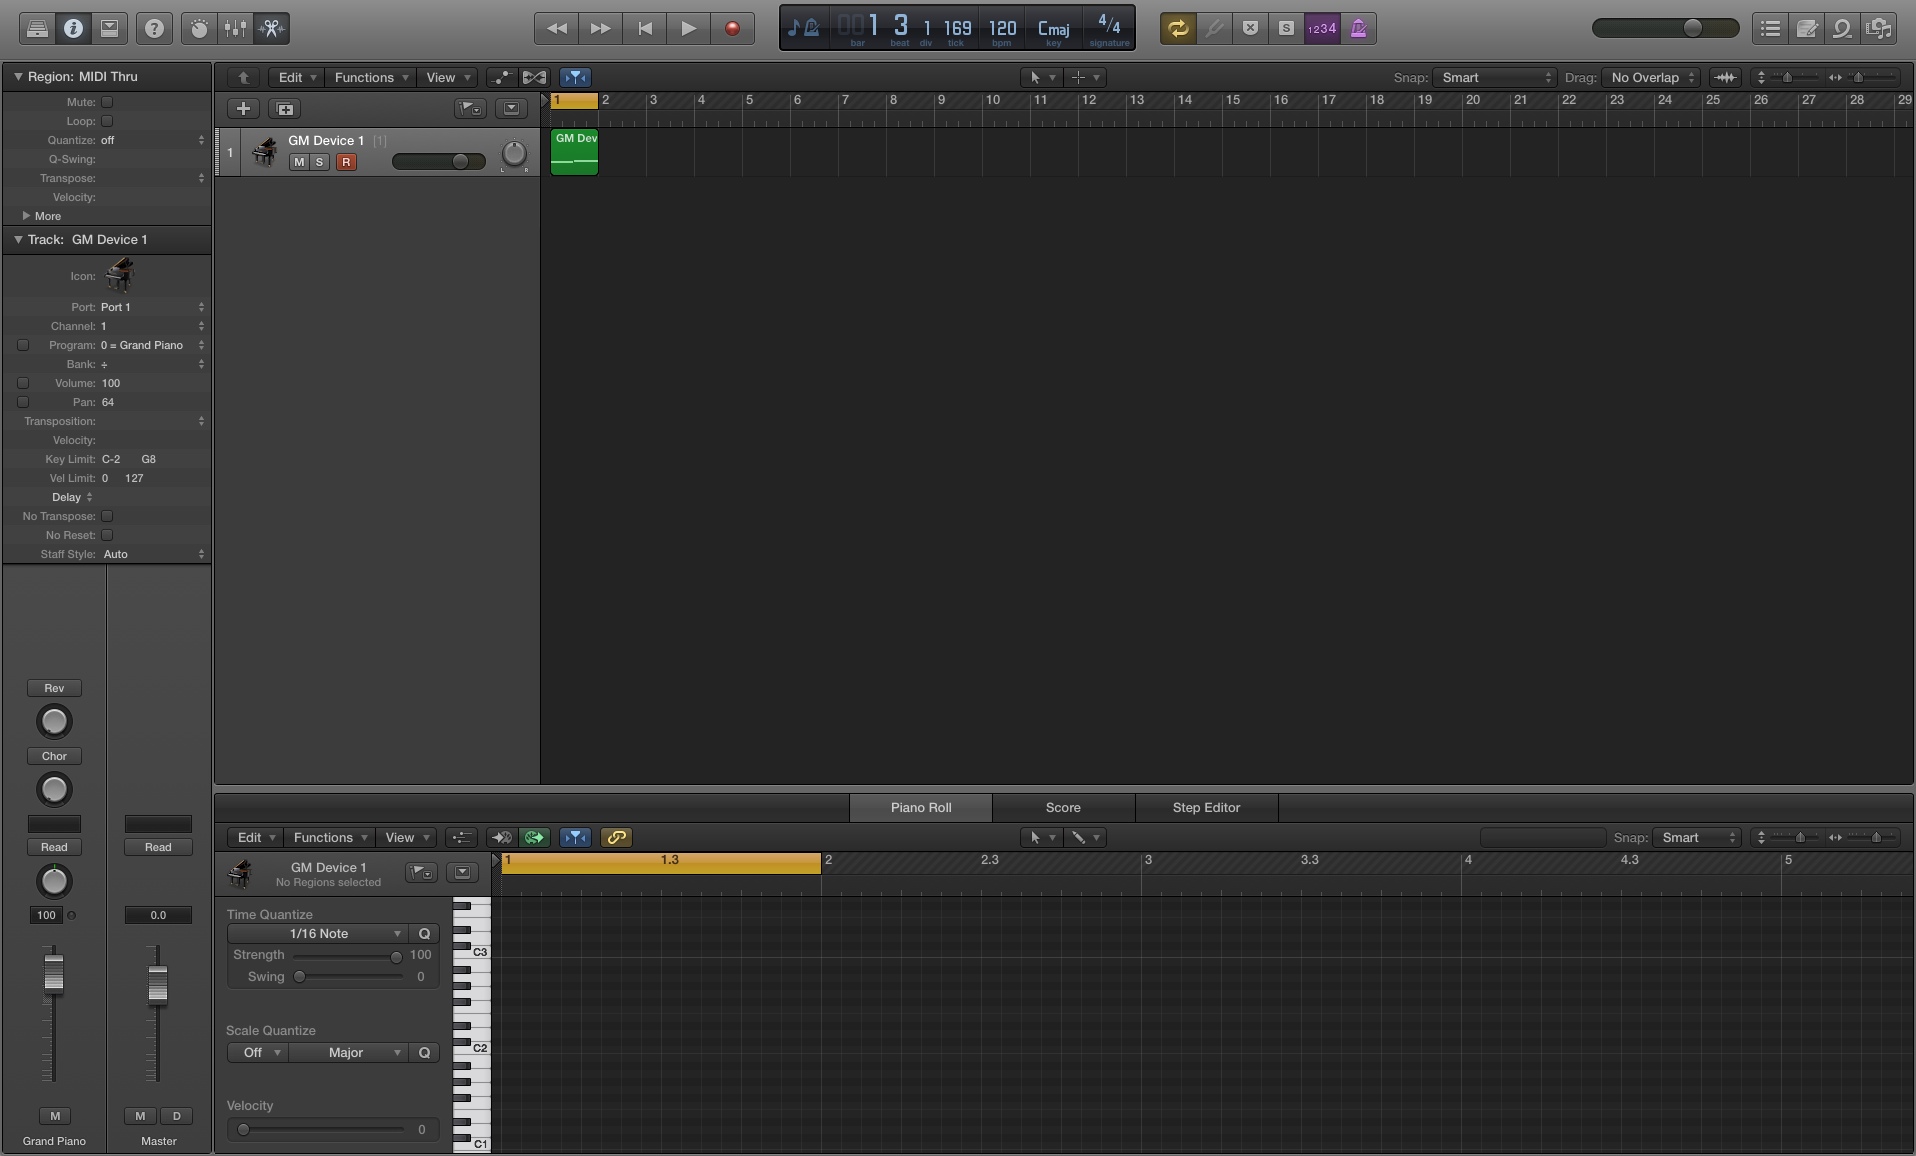 1 3 1 169 120 Cmaj 4/4
bar beat div tick bpm key signature
S 1234
Region: MIDI Thru
Mute:
Loop:
Quantize: off
Q-Swing:
Transpose:
Velocity:
More
Track: GM Device 1
Icon:
Port: Port 1
Channel: 1
Program: 0 = Grand Piano
Bank: ÷
Volume: 100
Pan: 64
Transposition:
Velocity:
Key Limit: C-2 G8
Vel Limit: 0 127
Delay
No Transpose:
No Reset:
Staff Style: Auto
Rev
Chor
Read Read
100 0.0
M M D
Grand Piano Master
Edit Functions View Snap: Smart Drag: No Overlap
1 2 3 4 5 6 7 8 9 10 11 12 13 14 15 16 17 18 19 20 21 22 23 24 25 26 27 28 29
1 GM Device 1 [1]
M S R L R
GM Dev
Piano Roll Score Step Editor
Edit Functions View Snap: Smart
1 1.3 2 2.3 3 3.3 4 4.3 5
GM Device 1
No Regions selected
Time Quantize
1/16 Note Q
Strength 100
Swing 0
Scale Quantize
Off Major Q
Velocity
0
C3
C2
C1